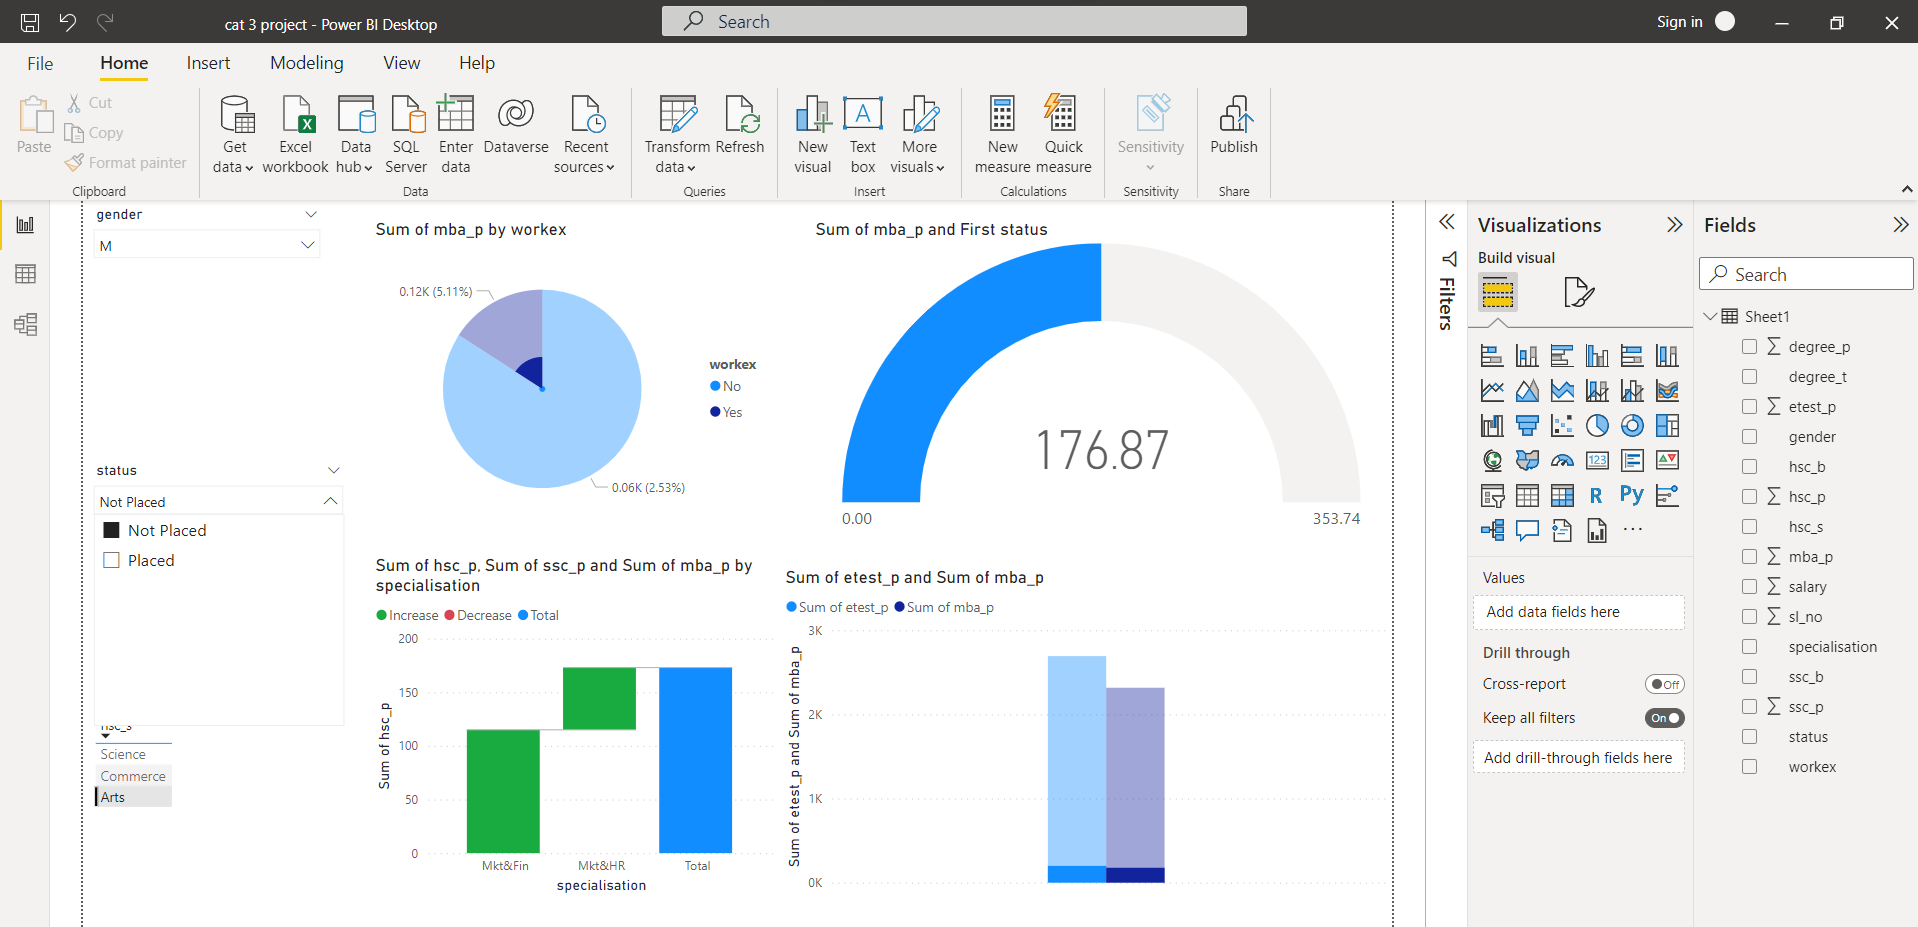 cat 3 project - Power BI Desktop
Search
Sign in
File
Home
Insert
Modeling
View
Help
Paste
Cut
Copy
Format painter
Clipboard
Get data
Excel workbook
Data hub
SQL Server
Enter data
Dataverse
Recent sources
Data
Transform data
Refresh
Queries
New visual
Text box
More visuals
Insert
New measure
Quick measure
Calculations
Sensitivity
Sensitivity
Publish
Share
gender
M
status
Not Placed
Not Placed
Placed
hsc_s
Science
Commerce
Arts
Sum of mba_p by workex
0.12K (5.11%)
0.06K (2.53%)
workex
No
Yes
Sum of mba_p and First status
176.87
0.00
353.74
Sum of hsc_p, Sum of ssc_p and Sum of mba_p by
specialisation
Increase Decrease Total
Sum of hsc_p
200
150
100
50
0
Mkt&Fin Mkt&HR Total
specialisation
Sum of etest_p and Sum of mba_p
Sum of etest_p Sum of mba_p
Sum of etest_p and Sum of mba_p
3K
2K
1K
0K
Filters
Visualizations
Build visual
123
R
Py
Values
Add data fields here
Drill through
Cross-report
Off
Keep all filters
On
Add drill-through fields here
Fields
Search
Sheet1
degree_p
degree_t
etest_p
gender
hsc_b
hsc_p
hsc_s
mba_p
salary
sl_no
specialisation
ssc_b
ssc_p
status
workex